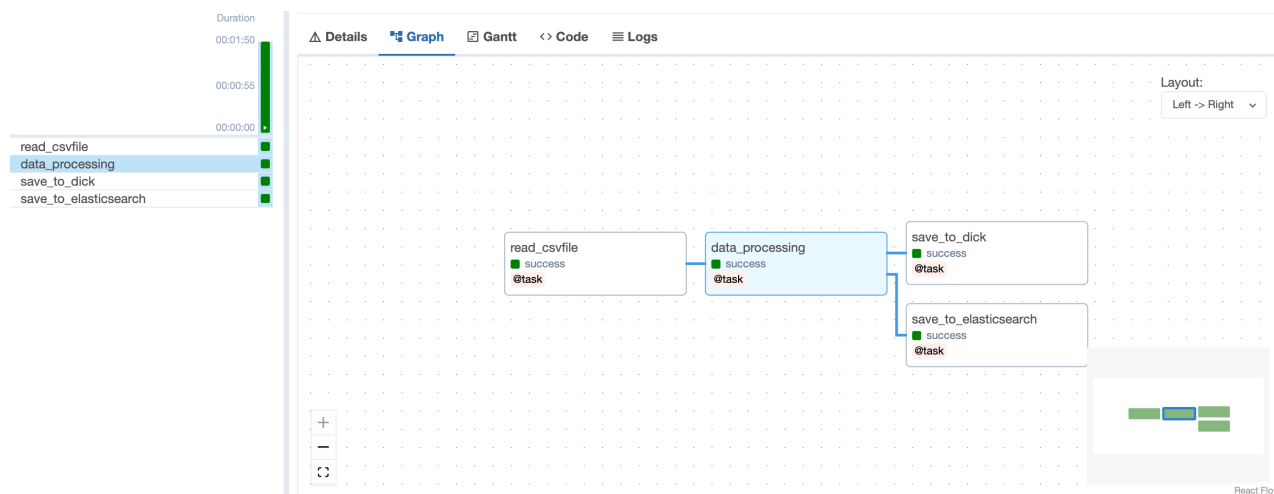 Duration
00:01:50
00:00:55
00:00:00
read_csvfile
data_processing
save_to_dick
save_to_elasticsearch
Details Graph Gantt Code Logs
Layout:
Left -> Right
read_csvfile
success
@task
data_processing
success
@task
save_to_dick
success
@task
save_to_elasticsearch
success
@task
React Flo